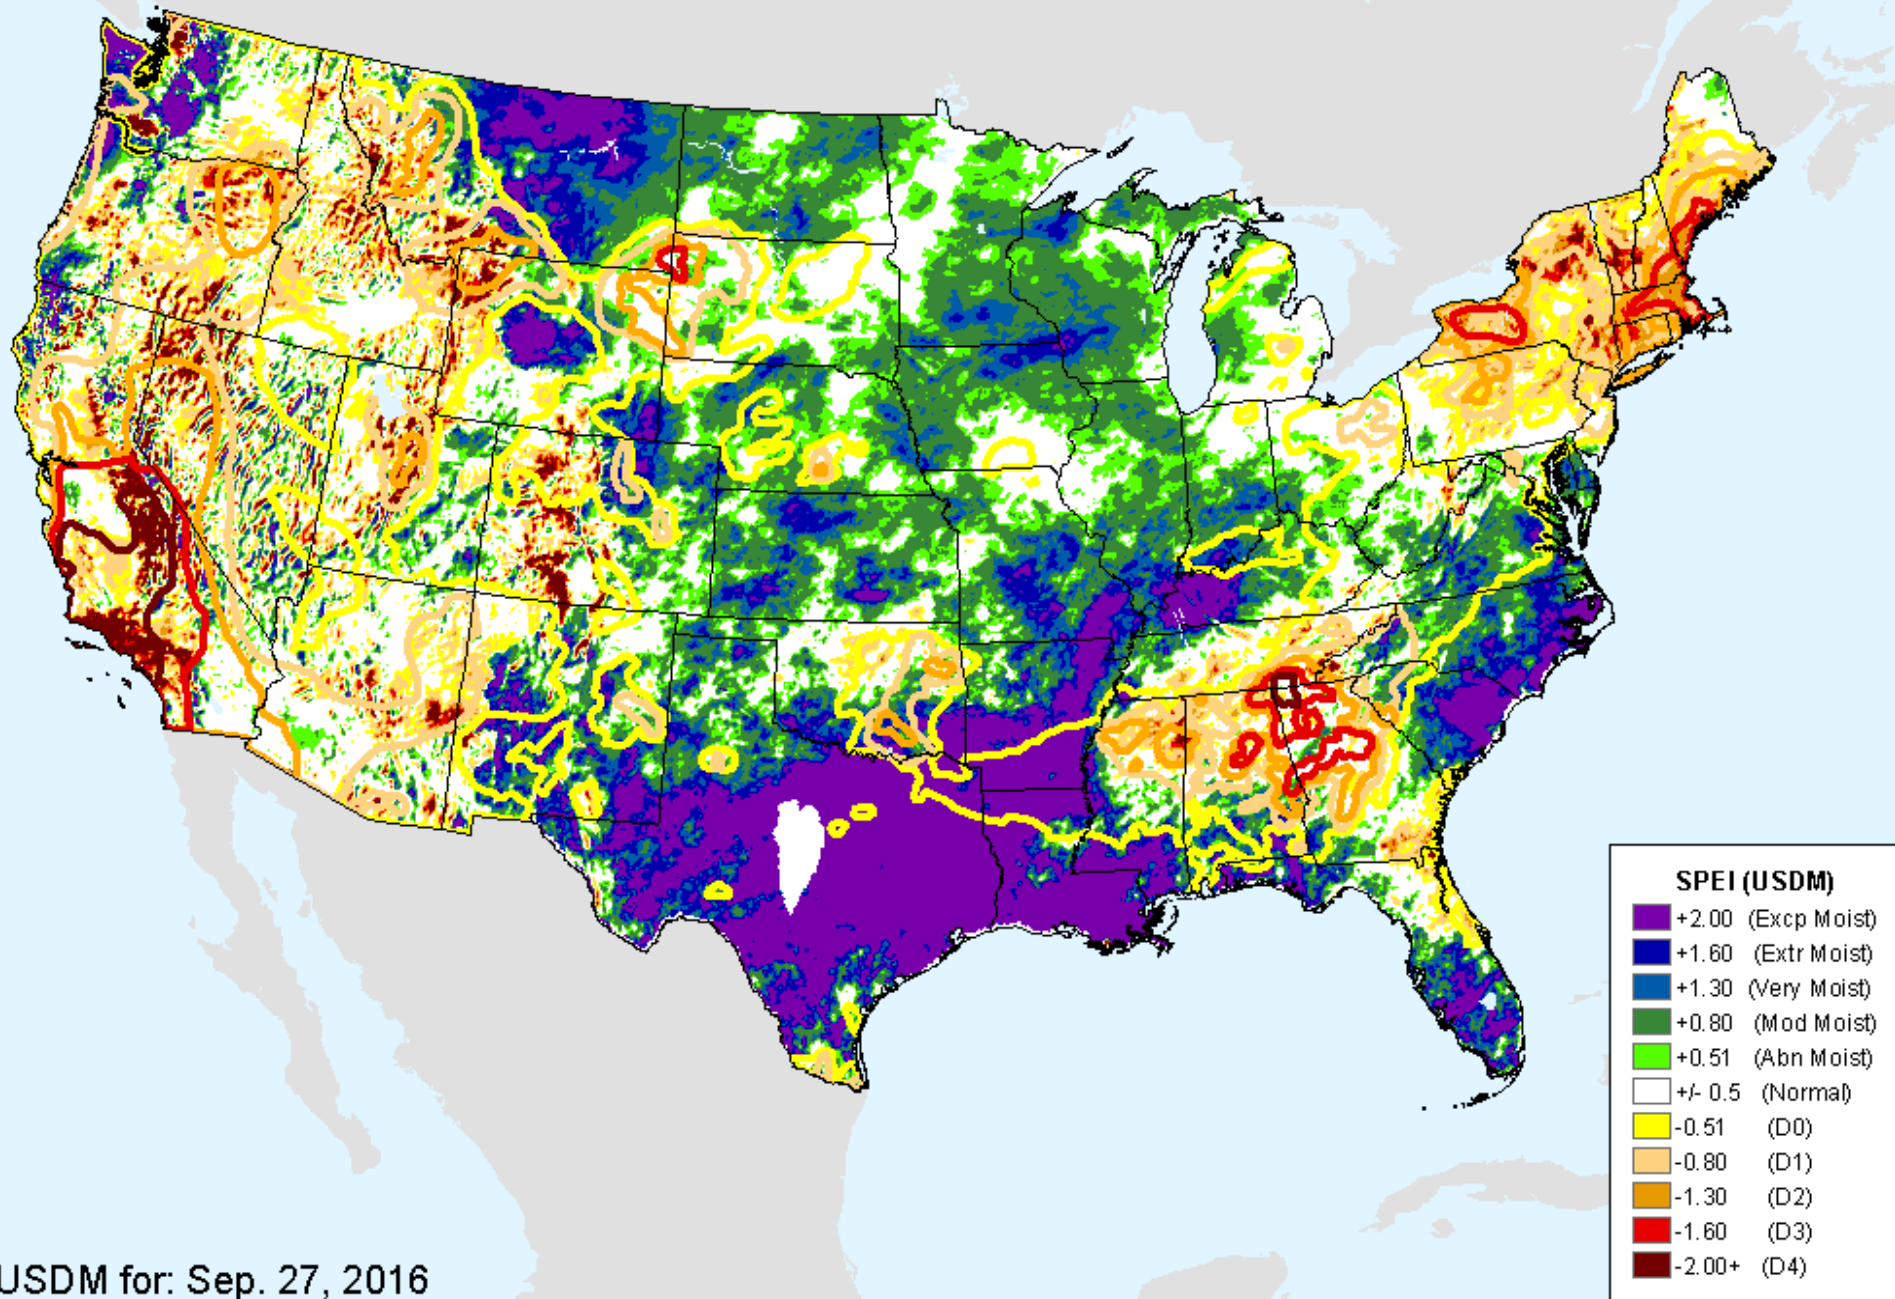 SPEI (USDM)
+2.00 (Excp Moist)
+1.60 (Extr Moist)
+1.30 (Very Moist)
+0.80 (Mod Moist)
+0.51 (Abn Moist)
+/- 0.5 (Normal)
-0.51 (D0)
-0.80 (D1)
-1.30 (D2)
-1.60 (D3)
-2.00+ (D4)
USDM for: Sep. 27, 2016